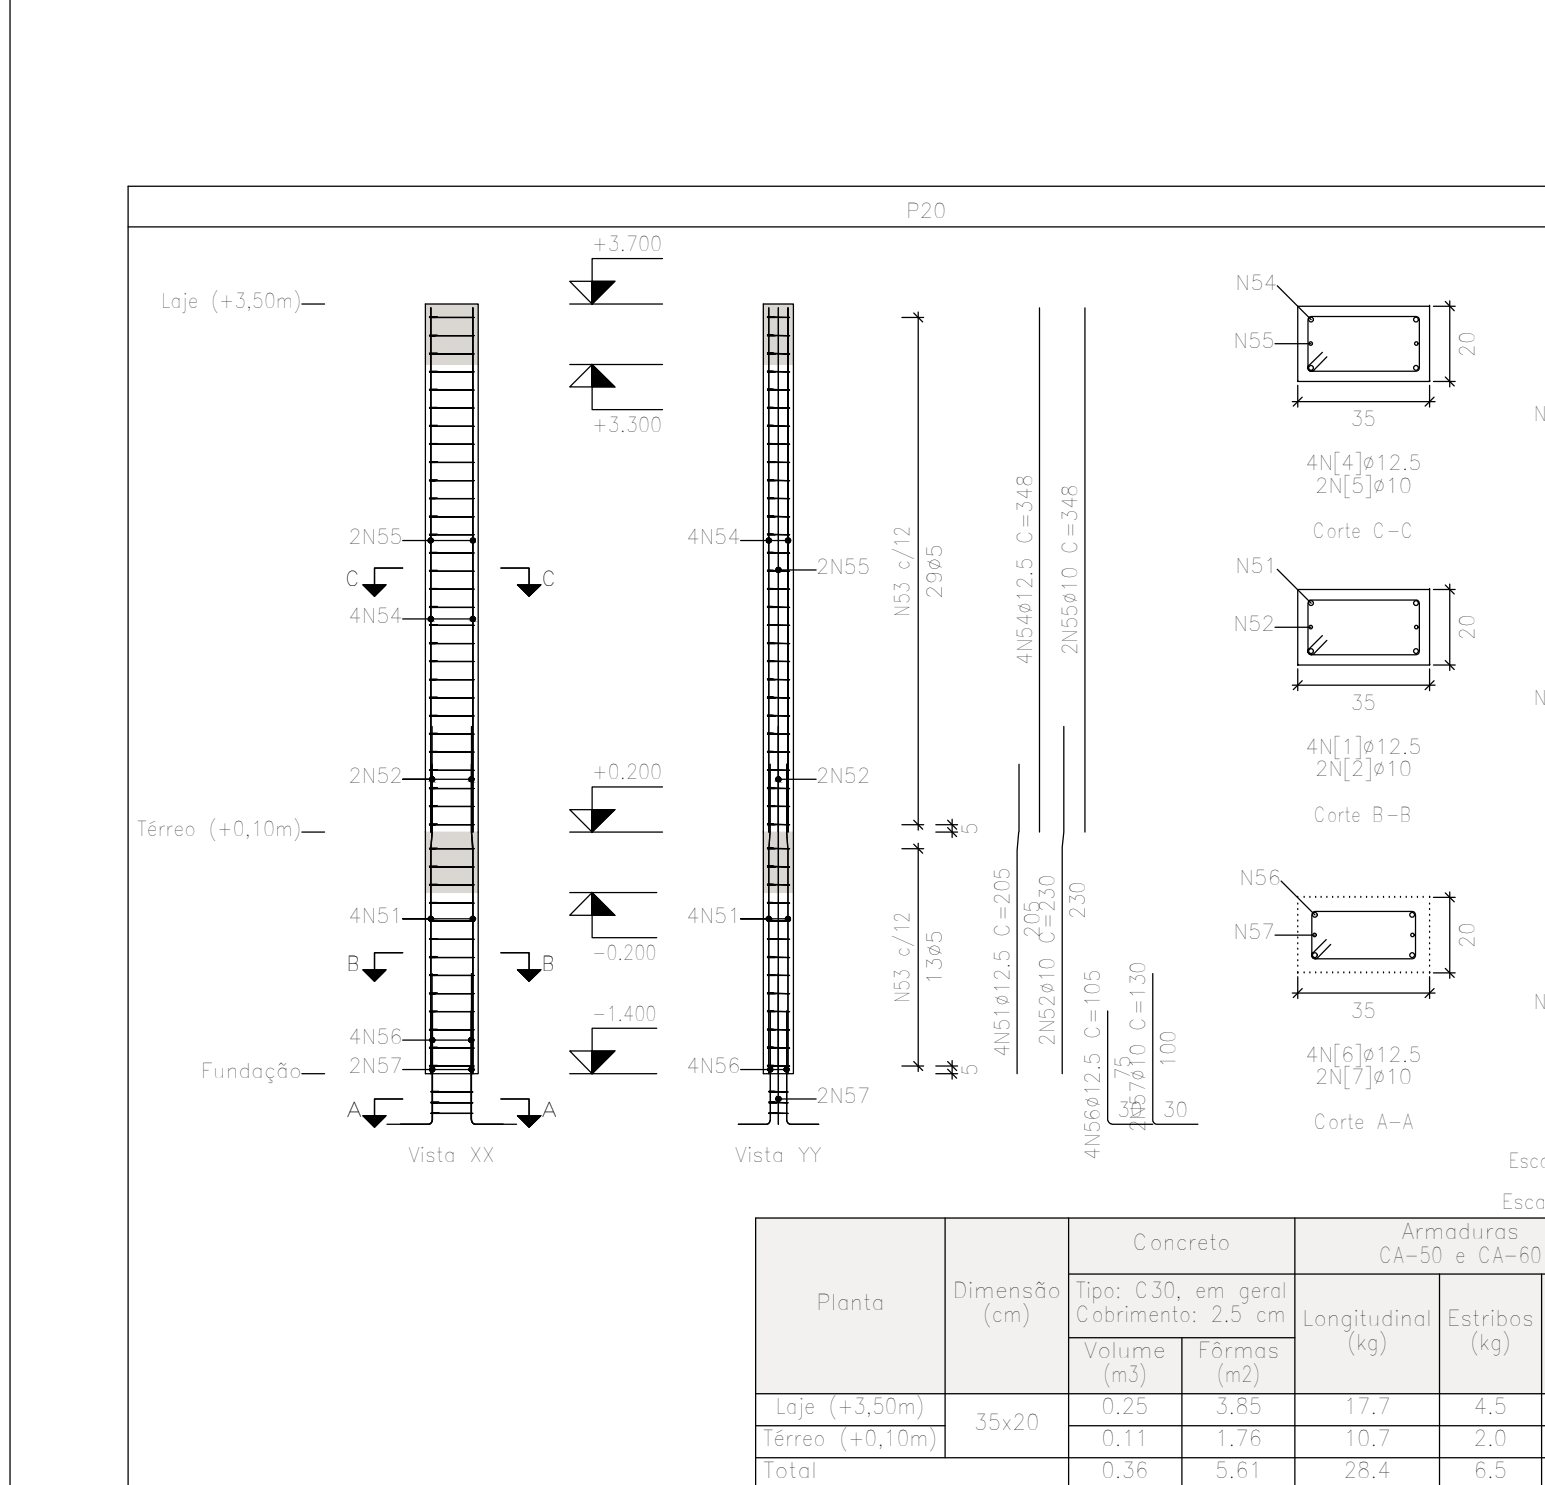 P20
+3.700
Laje (+3,50m)
+3.300
2N55
C
C
4N54
2N52
+0.200
Térreo (+0,10m)
4N51
-0.200
B
B
-1.400
4N56
2N57
Fundação
A
A
Vista XX
4N54
2N55
2N52
4N51
4N56
2N57
Vista YY
N53 c/12
29ø5
5
N53 c/12
13ø5
5
4N54ø12.5 C=348
2N55ø10 C=348
4N51ø12.5 C=205
205
2N52ø10 C=230
230
4N56ø12.5 C=105
75
30
2N57ø10 C=130
100
30
N54
N55
20
35
4N[4]ø12.5
2N[5]ø10
Corte C-C
N51
N52
20
35
4N[1]ø12.5
2N[2]ø10
Corte B-B
N56
N57
20
35
4N[6]ø12.5
2N[7]ø10
Corte A-A
N
N
N
Esca
Planta
Dimensão
(cm)
Concreto
Tipo: C30, em geral
Cobrimento: 2.5 cm
Volume
(m3)
Fôrmas
(m2)
Armaduras
CA-50 e CA-60
Longitudinal
(kg)
Estribos
(kg)
Laje (+3,50m) 35x20 0.25 3.85 17.7 4.5
Térreo (+0,10m) 0.11 1.76 10.7 2.0
Total 0.36 5.61 28.4 6.5